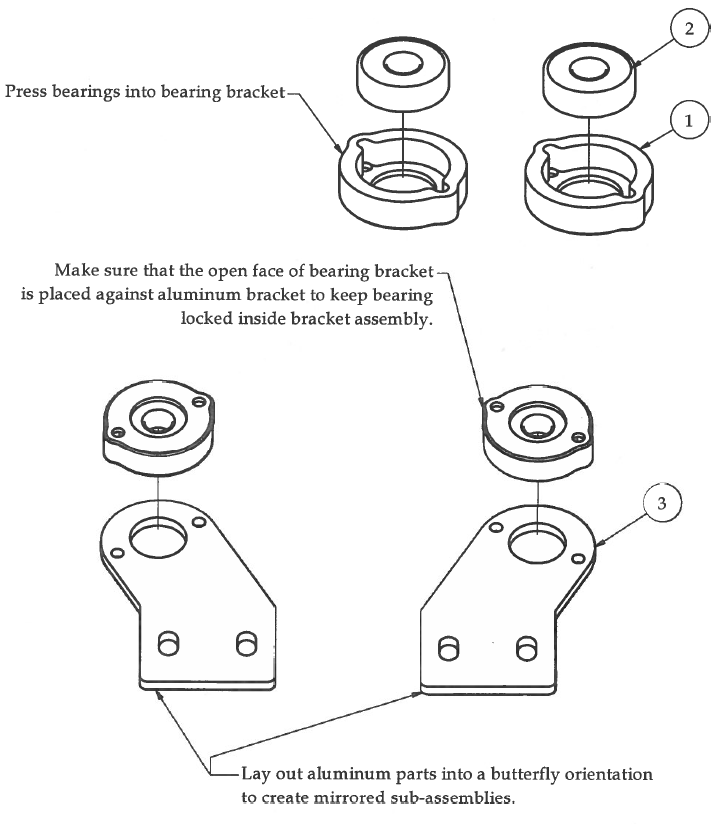 2
Press bearings into bearing bracket
1
Make sure that the open face of bearing bracket
is placed against aluminum bracket to keep bearing
locked inside bracket assembly.
3
Lay out aluminum parts into a butterfly orientation
to create mirrored sub-assemblies.